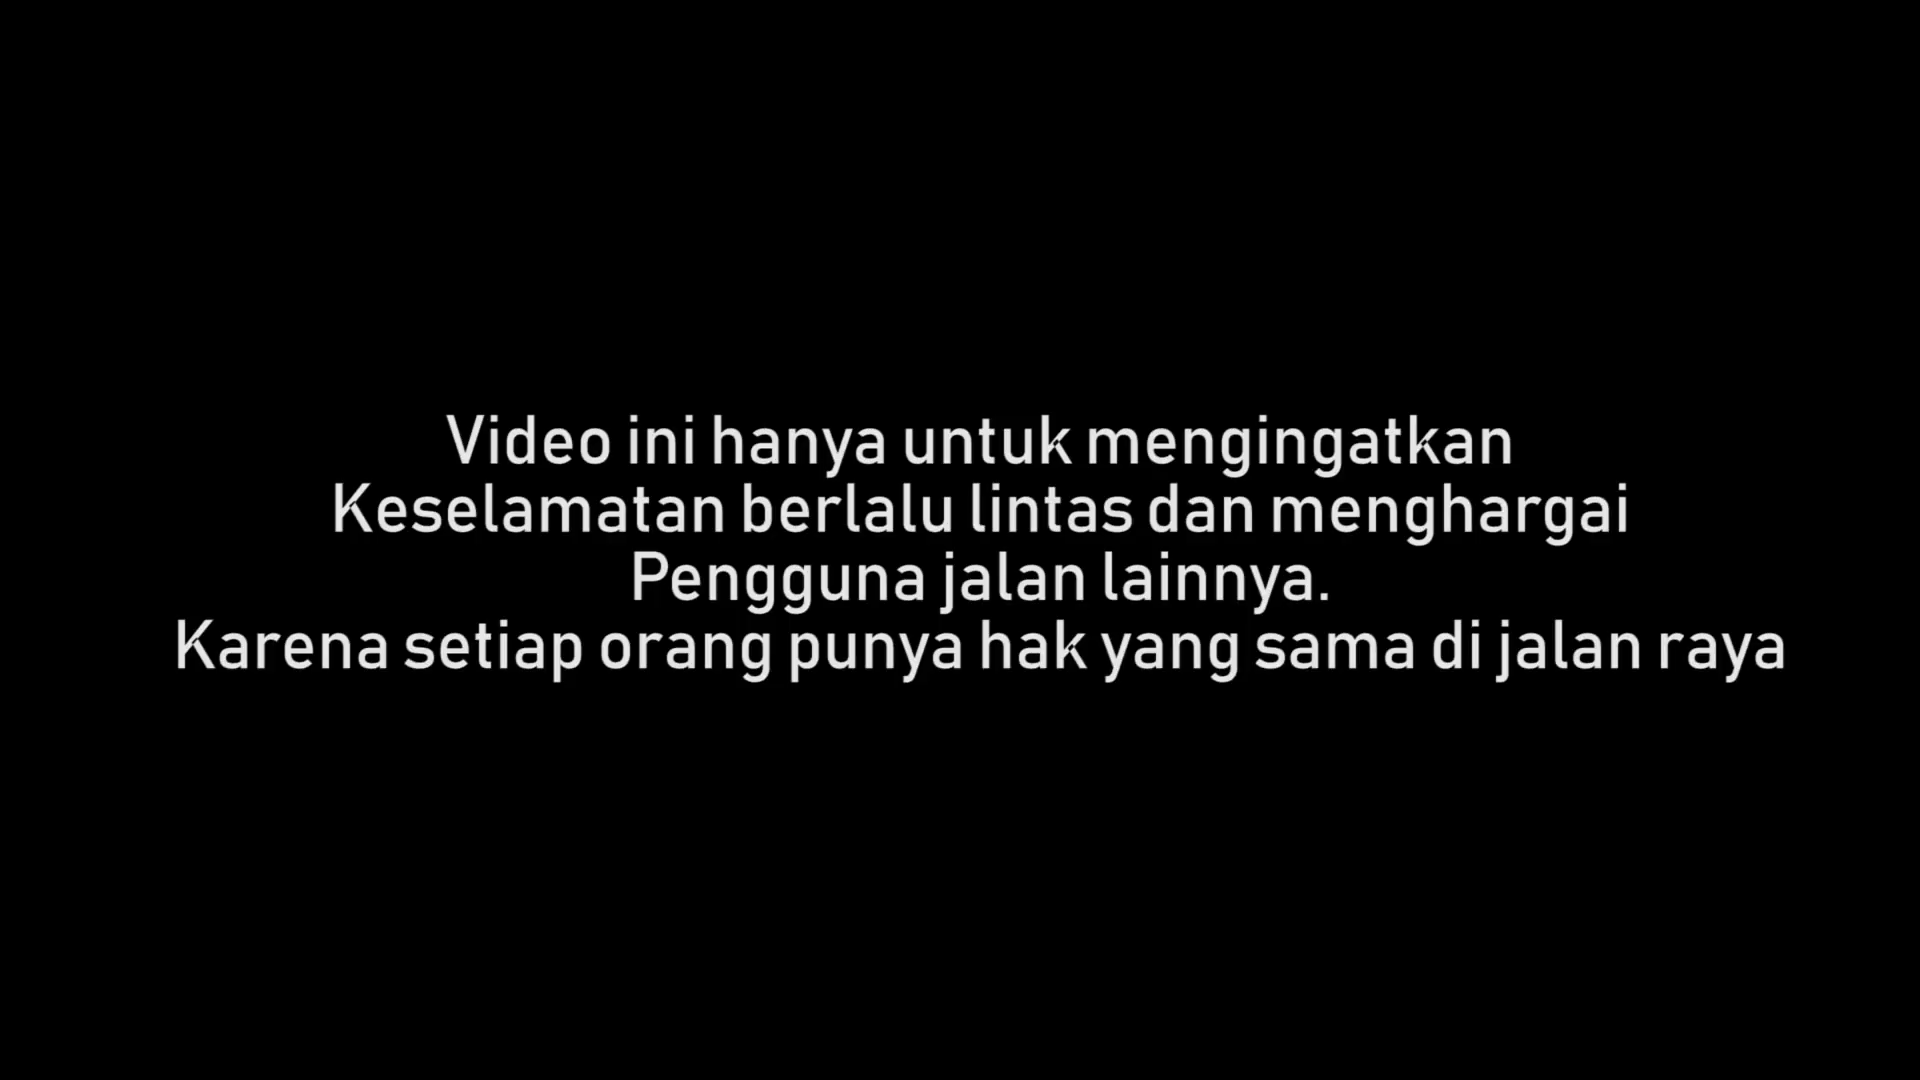 Video ini hanya untuk mengingatkan
Keselamatan berlalu lintas dan menghargai
Pengguna jalan lainnya.
Karena setiap orang punya hak yang sama di jalan raya